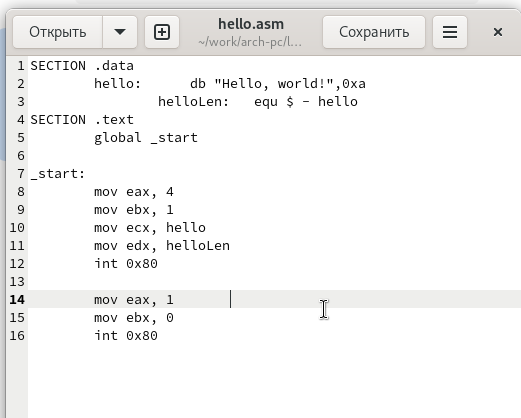 Открыть
hello.asm
~/work/arch-pc/l...
Сохранить
1 SECTION .data
2 hello: db "Hello, world!",0xa
3 helloLen: equ $ - hello
4 SECTION .text
5 global _start
6
7 _start:
8 mov eax, 4
9 mov ebx, 1
10 mov ecx, hello
11 mov edx, helloLen
12 int 0x80
13
14 mov eax, 1
15 mov ebx, 0
16 int 0x80